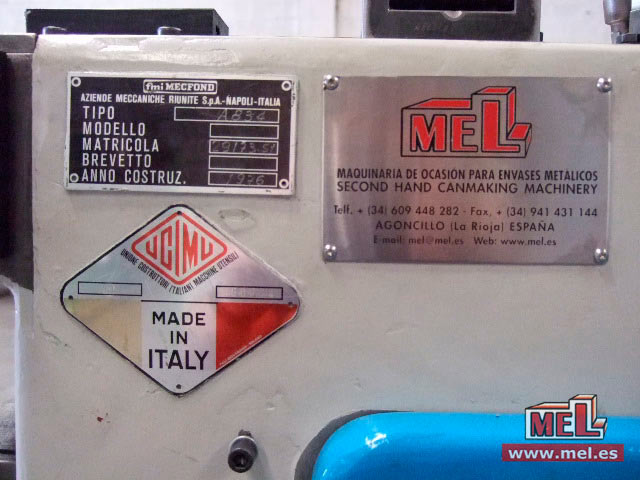 fmi MECFOND
AZIENDE MECCANICHE RIUNITE S.p.A.-NAPOLI-ITALIA
TIPO
MODELLO
MATRICOLA
BREVETTO
ANNO COSTRUZ.
UCIMU
UNIONE COSTRUTTORI ITALIANI MACCHINE UTENSILI
MADE
IN
ITALY
MEL
MAQUINARIA DE OCASIÓN PARA ENVASES METALICOS
SECOND HAND CANMAKING MACHINERY
Telf. + (34) 609 448 282 - Fax. + (34) 941 431 144
AGONCILLO (La Rioja) ESPAÑA
E-mail: mel@mel.es Web: www.mel.es
MEL
www.mel.es